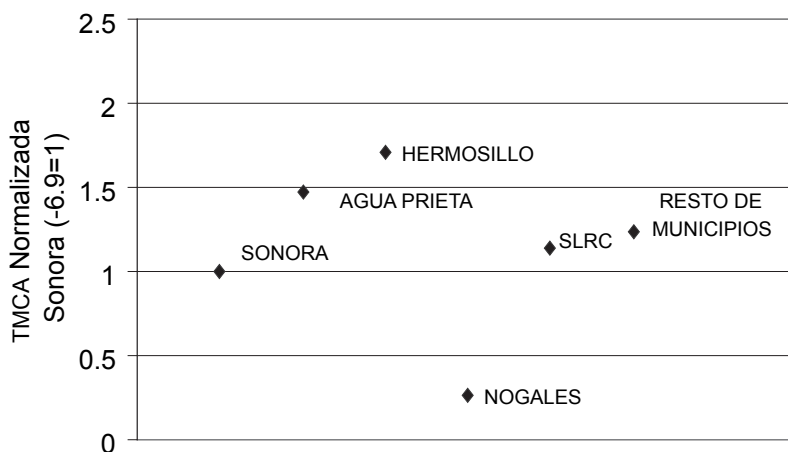 TMCA Normalizada
Sonora (-6.9=1)
2.5
2
1.5
1
0.5
0
HERMOSILLO
AGUA PRIETA
RESTO DE
MUNICIPIOS
SLRC
SONORA
NOGALES